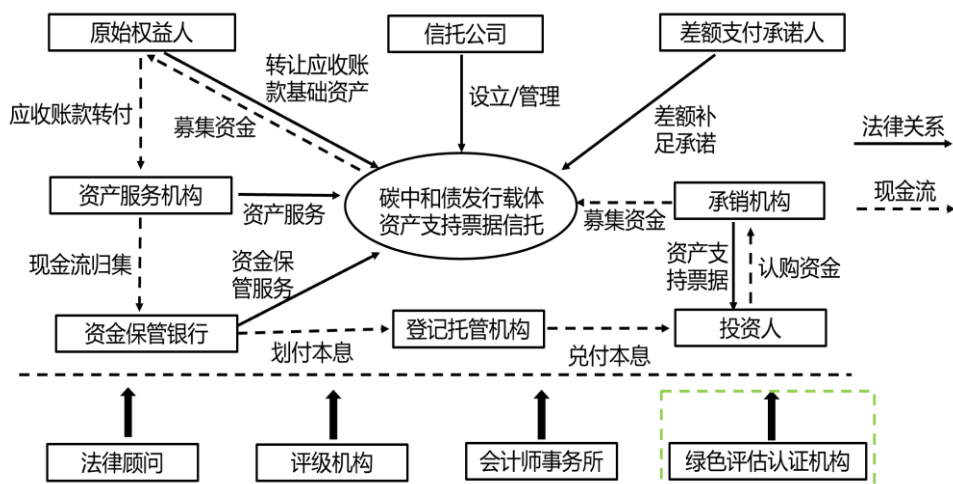 原始权益人
信托公司
差额支付承诺人
转让应收账
款基础资产
应收账款转付
募集资金
设立/管理
差额补
足承诺
法律关系
资产服务机构
资产服务
碳中和债发行载体
资产支持票据信托
募集资金
承销机构
现金流
现金流归集
资金保
管服务
资产支
持票据
认购资金
资金保管银行
划付本息
登记托管机构
兑付本息
投资人
法律顾问
评级机构
会计师事务所
绿色评估认证机构